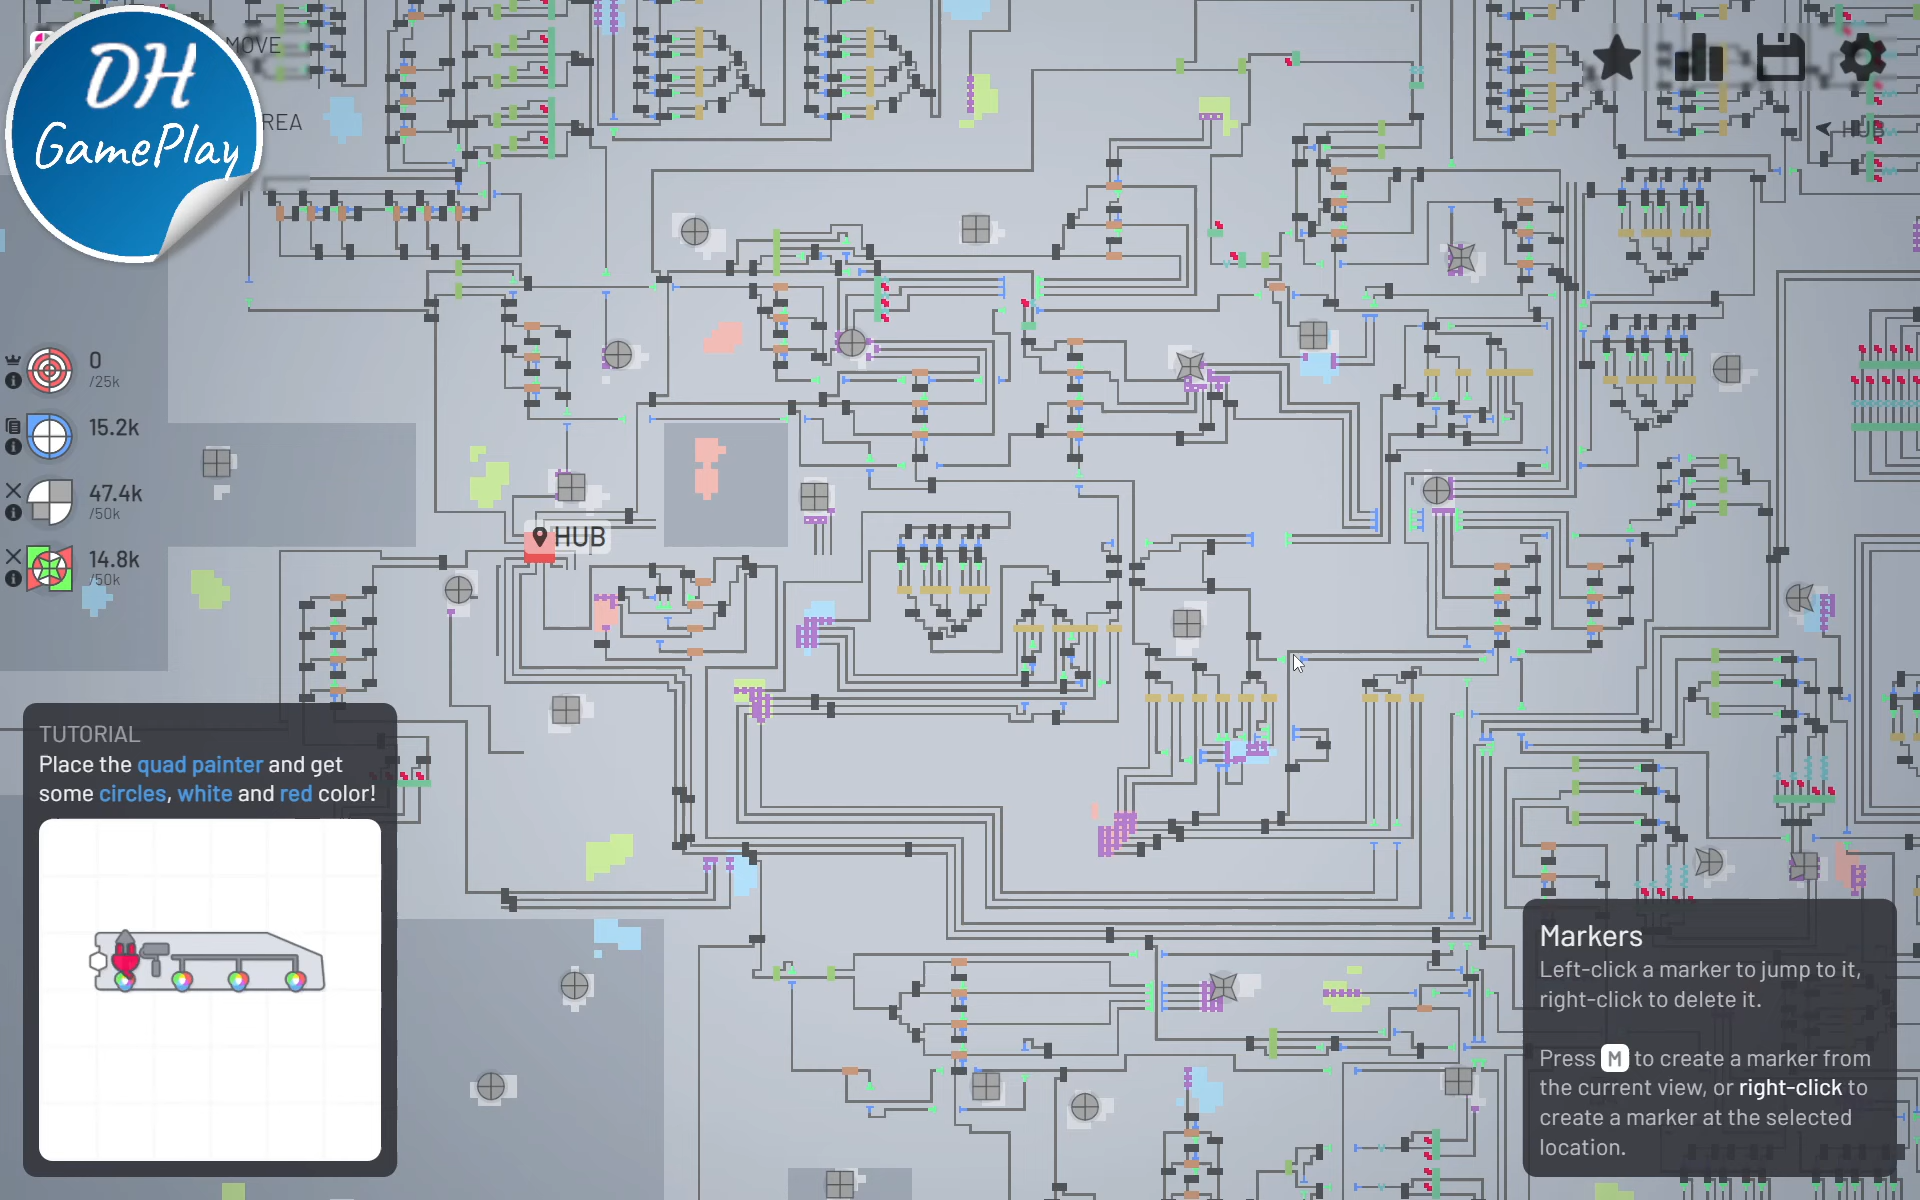 DH
GamePlay
MOVE
REA
HUB
0
/25k
15.2k
47.4k
/50k
14.8k
/50k
HUB
TUTORIAL
Place the quad painter and get
some circles, white and red color!
Markers
Left-click a marker to jump to it,
right-click to delete it.
Press M to create a marker from
the current view, or right-click to
create a marker at the selected
location.